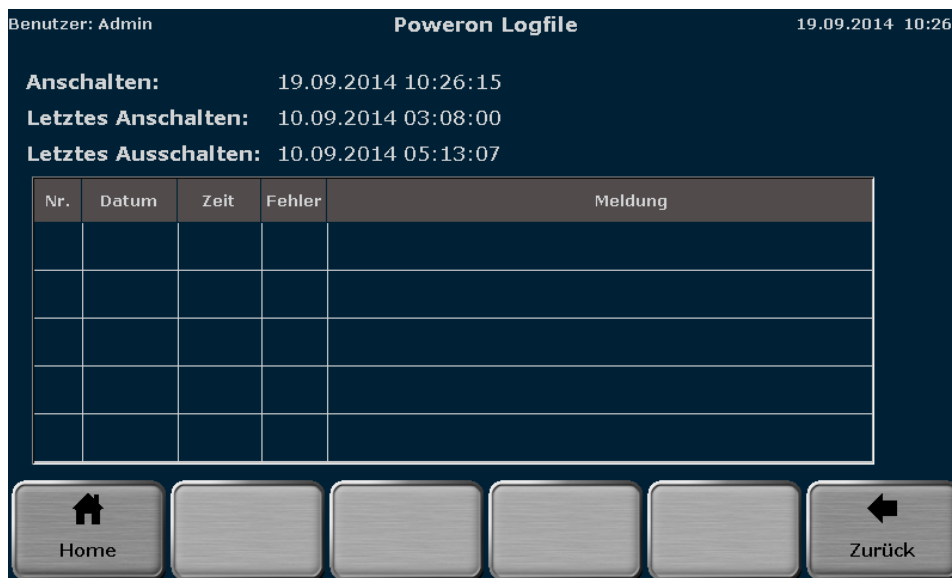 Benutzer: Admin Poweron Logfile 19.09.2014 10:26
Anschalten: 19.09.2014 10:26:15
Letztes Anschalten: 10.09.2014 03:08:00
Letztes Ausschalten: 10.09.2014 05:13:07
Nr. Datum Zeit Fehler Meldung
Home Zurück